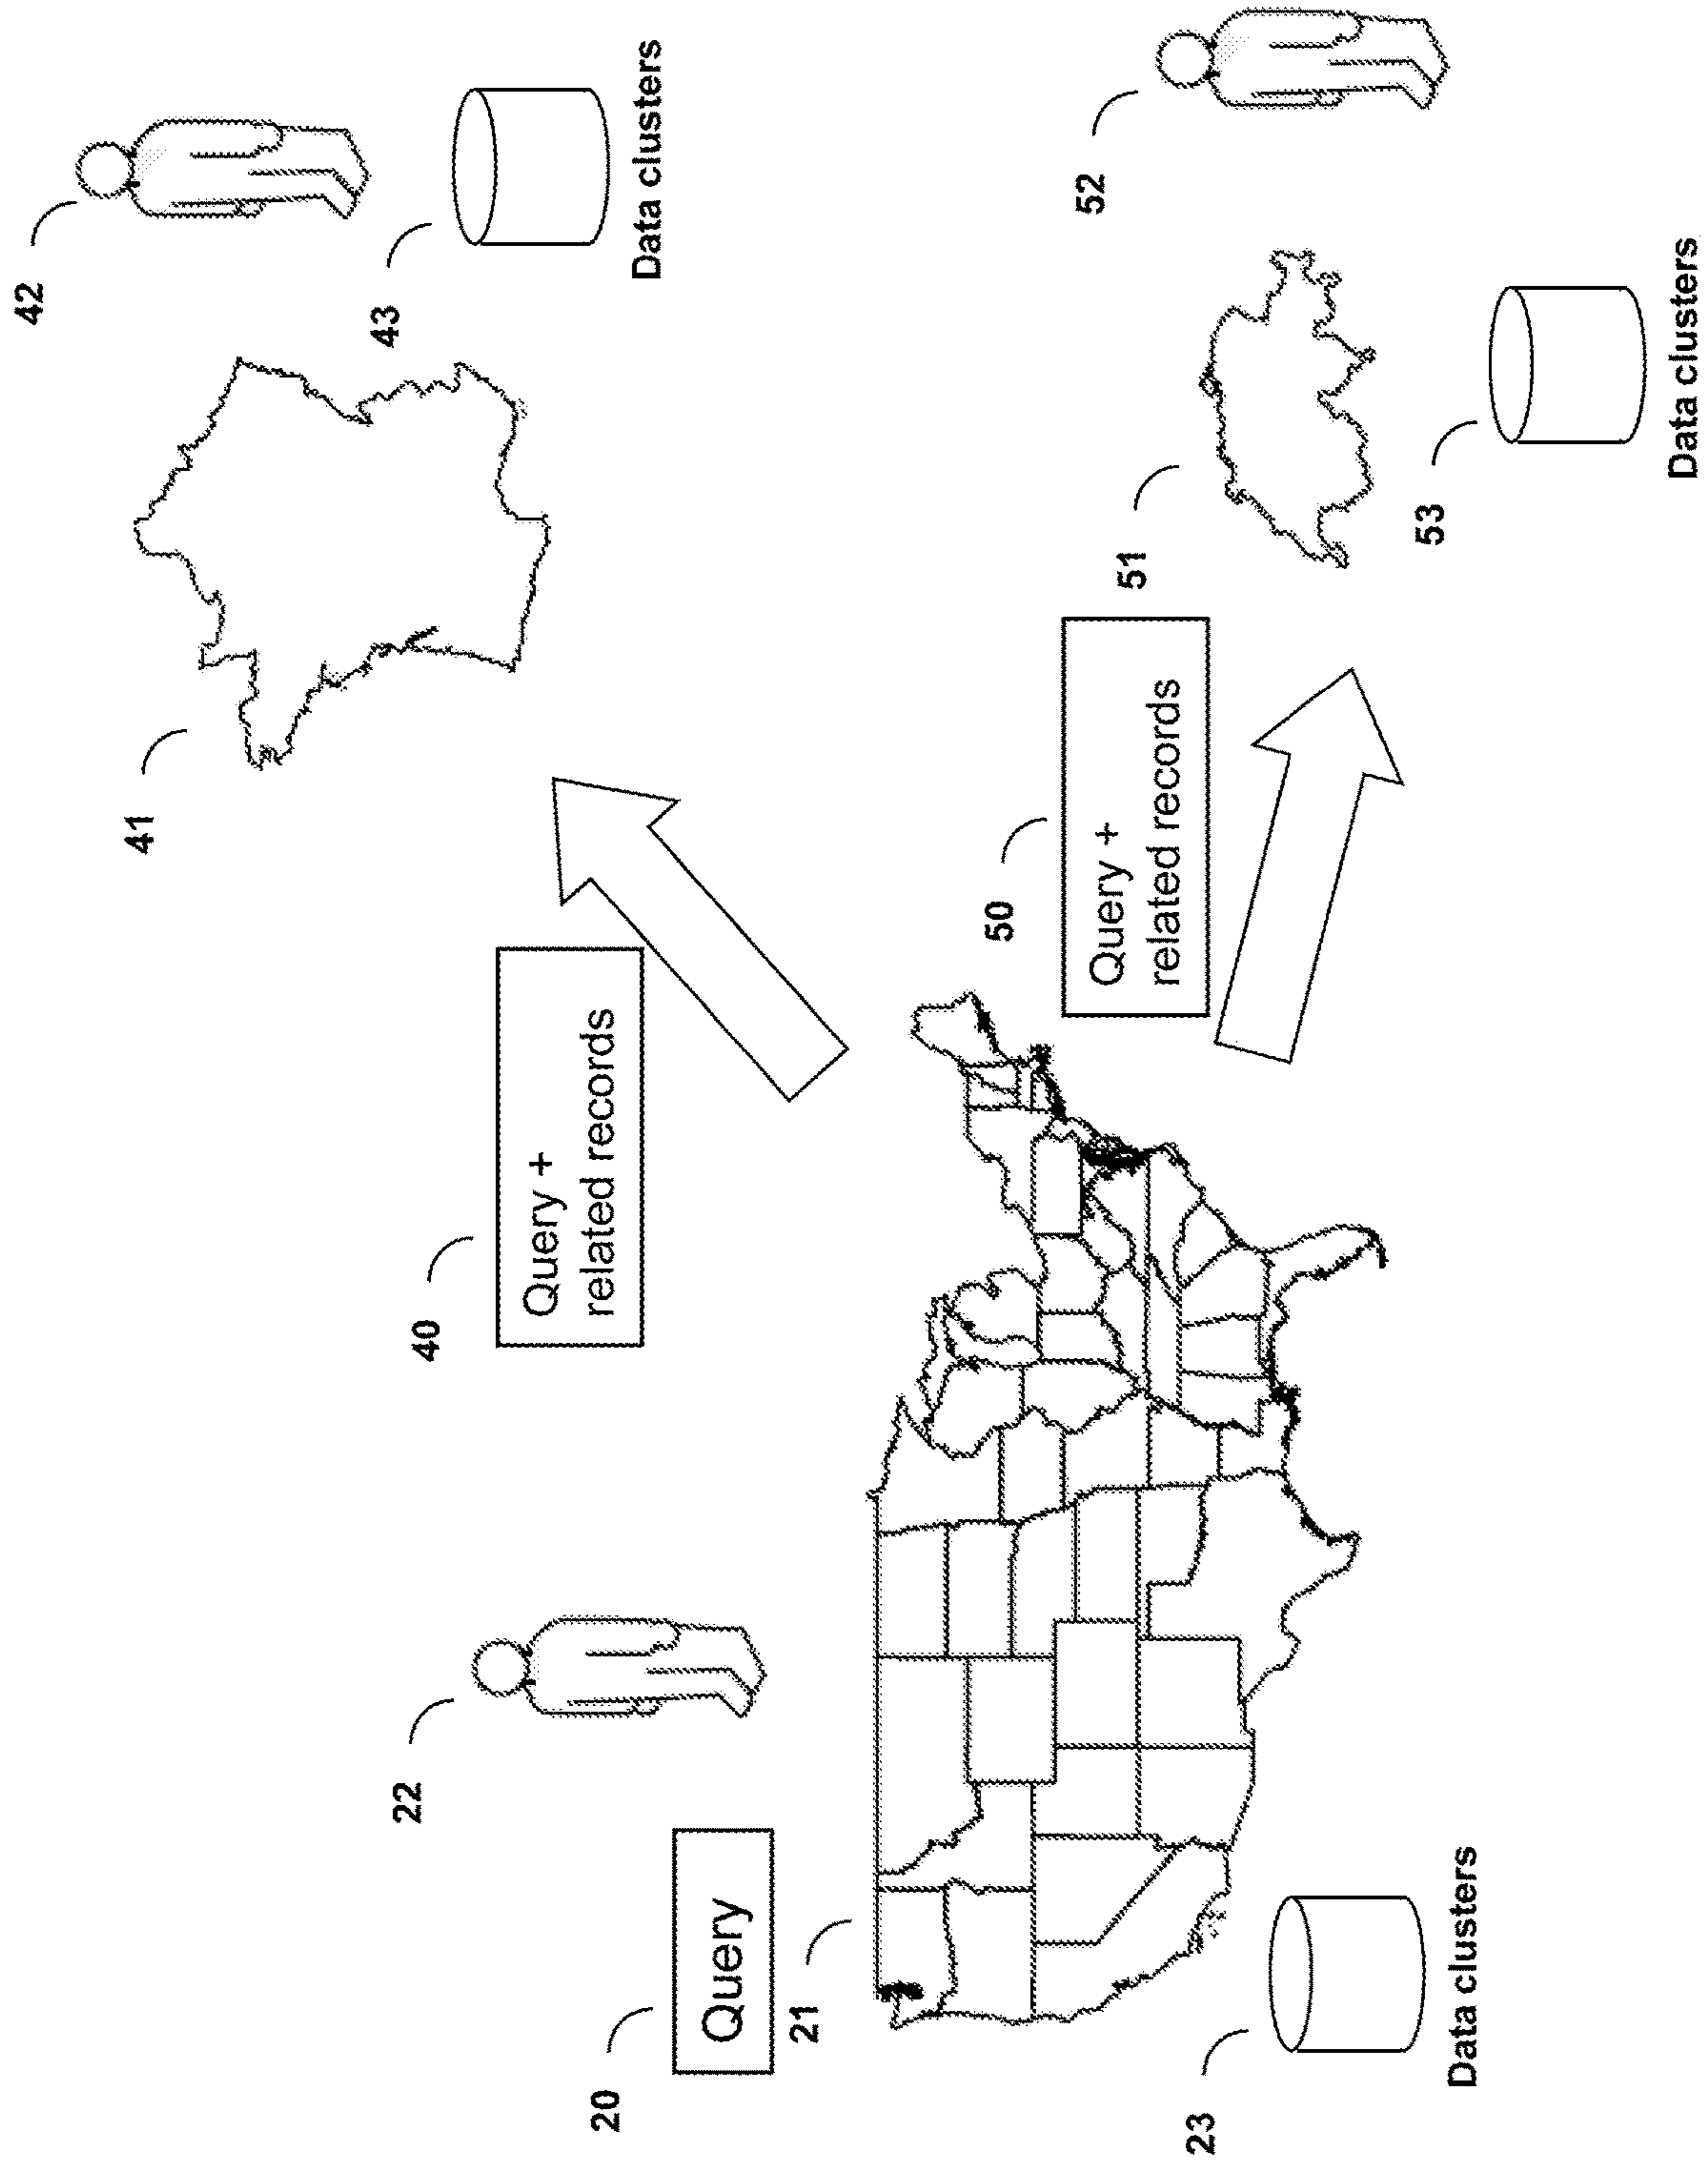 42
41
43
22
40
Query +
related records
20
Data clusters
Query
21
50
52
Query +
related records
51
23
53
Data clusters
Data clusters